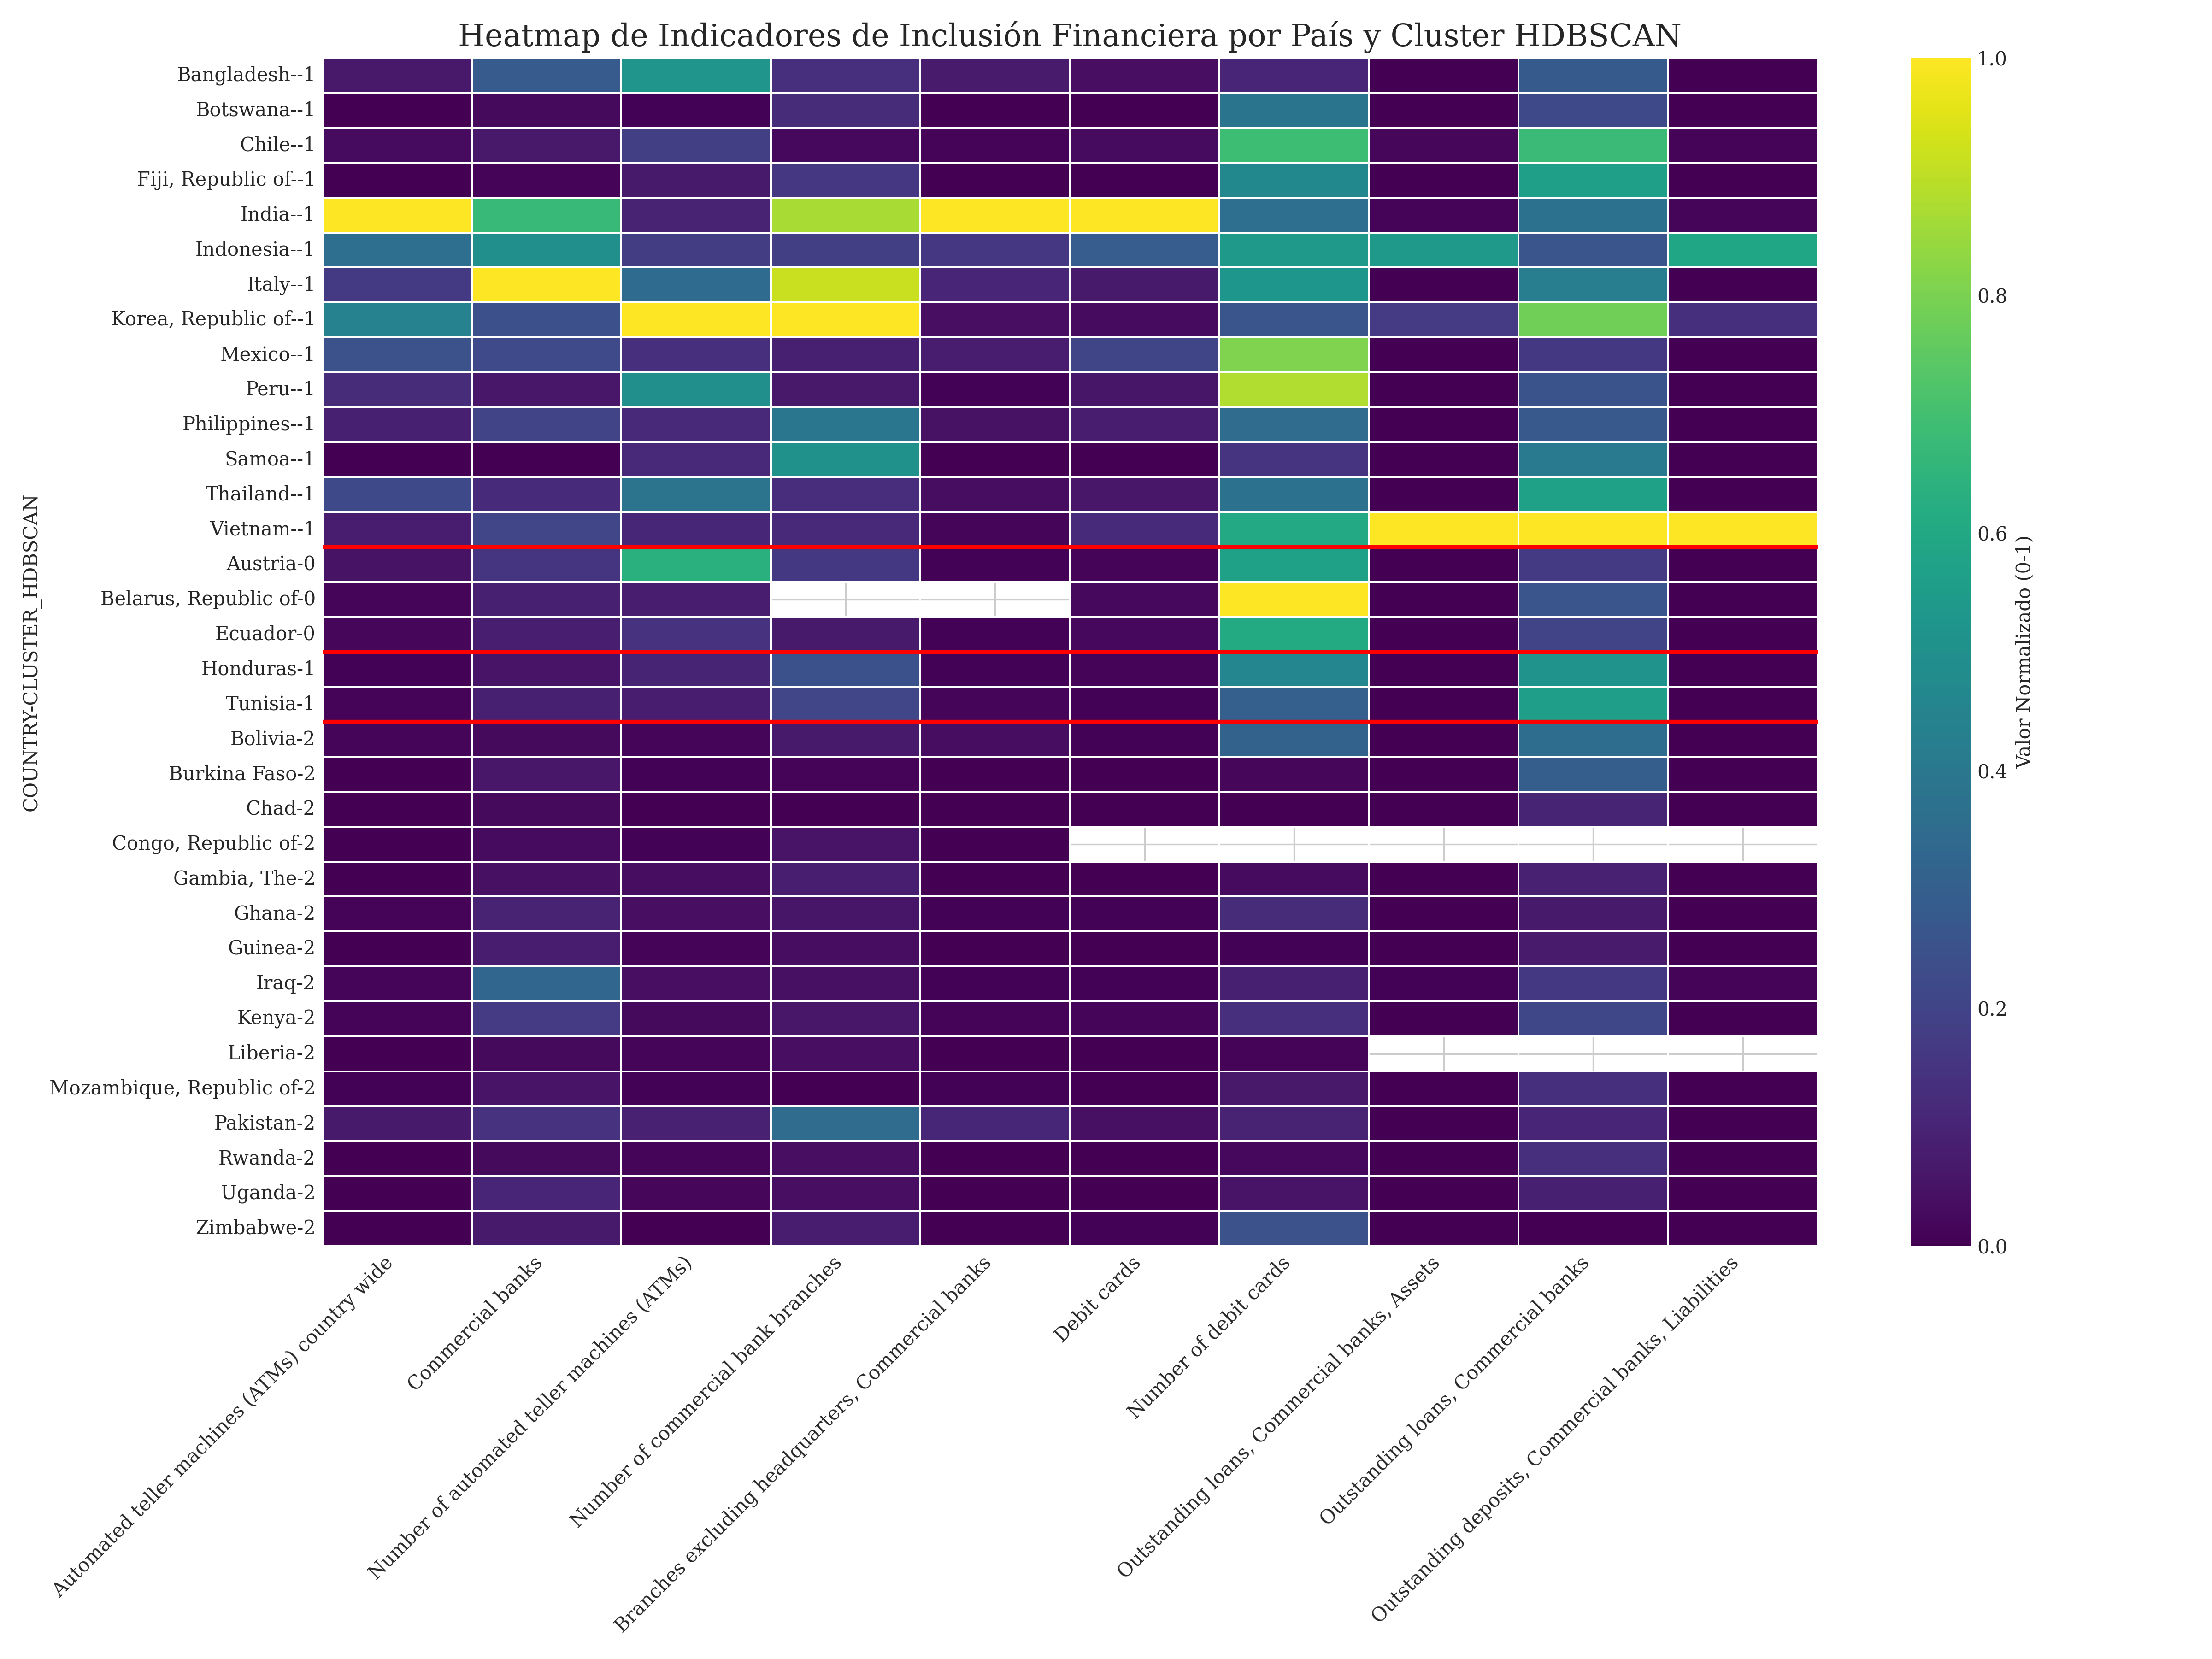 Heatmap de Indicadores de Inclusión Financiera por País y Cluster HDBSCAN
COUNTRY-CLUSTER_HDBSCAN
Bangladesh--1
Botswana--1
Chile--1
Fiji, Republic of--1
India--1
Indonesia--1
Italy--1
Korea, Republic of--1
Mexico--1
Peru--1
Philippines--1
Samoa--1
Thailand--1
Vietnam--1
Austria-0
Belarus, Republic of-0
Ecuador-0
Honduras-1
Tunisia-1
Bolivia-2
Burkina Faso-2
Chad-2
Congo, Republic of-2
Gambia, The-2
Ghana-2
Guinea-2
Iraq-2
Kenya-2
Liberia-2
Mozambique, Republic of-2
Pakistan-2
Rwanda-2
Uganda-2
Zimbabwe-2
Automated teller machines (ATMs) country wide
Commercial banks
Number of automated teller machines (ATMs)
Number of commercial bank branches
Branches excluding headquarters, Commercial banks
Debit cards
Number of debit cards
Outstanding loans, Commercial banks, Assets
Outstanding loans, Commercial banks
Outstanding deposits, Commercial banks, Liabilities
1.0
0.8
0.6
0.4
0.2
0.0
Valor Normalizado (0-1)